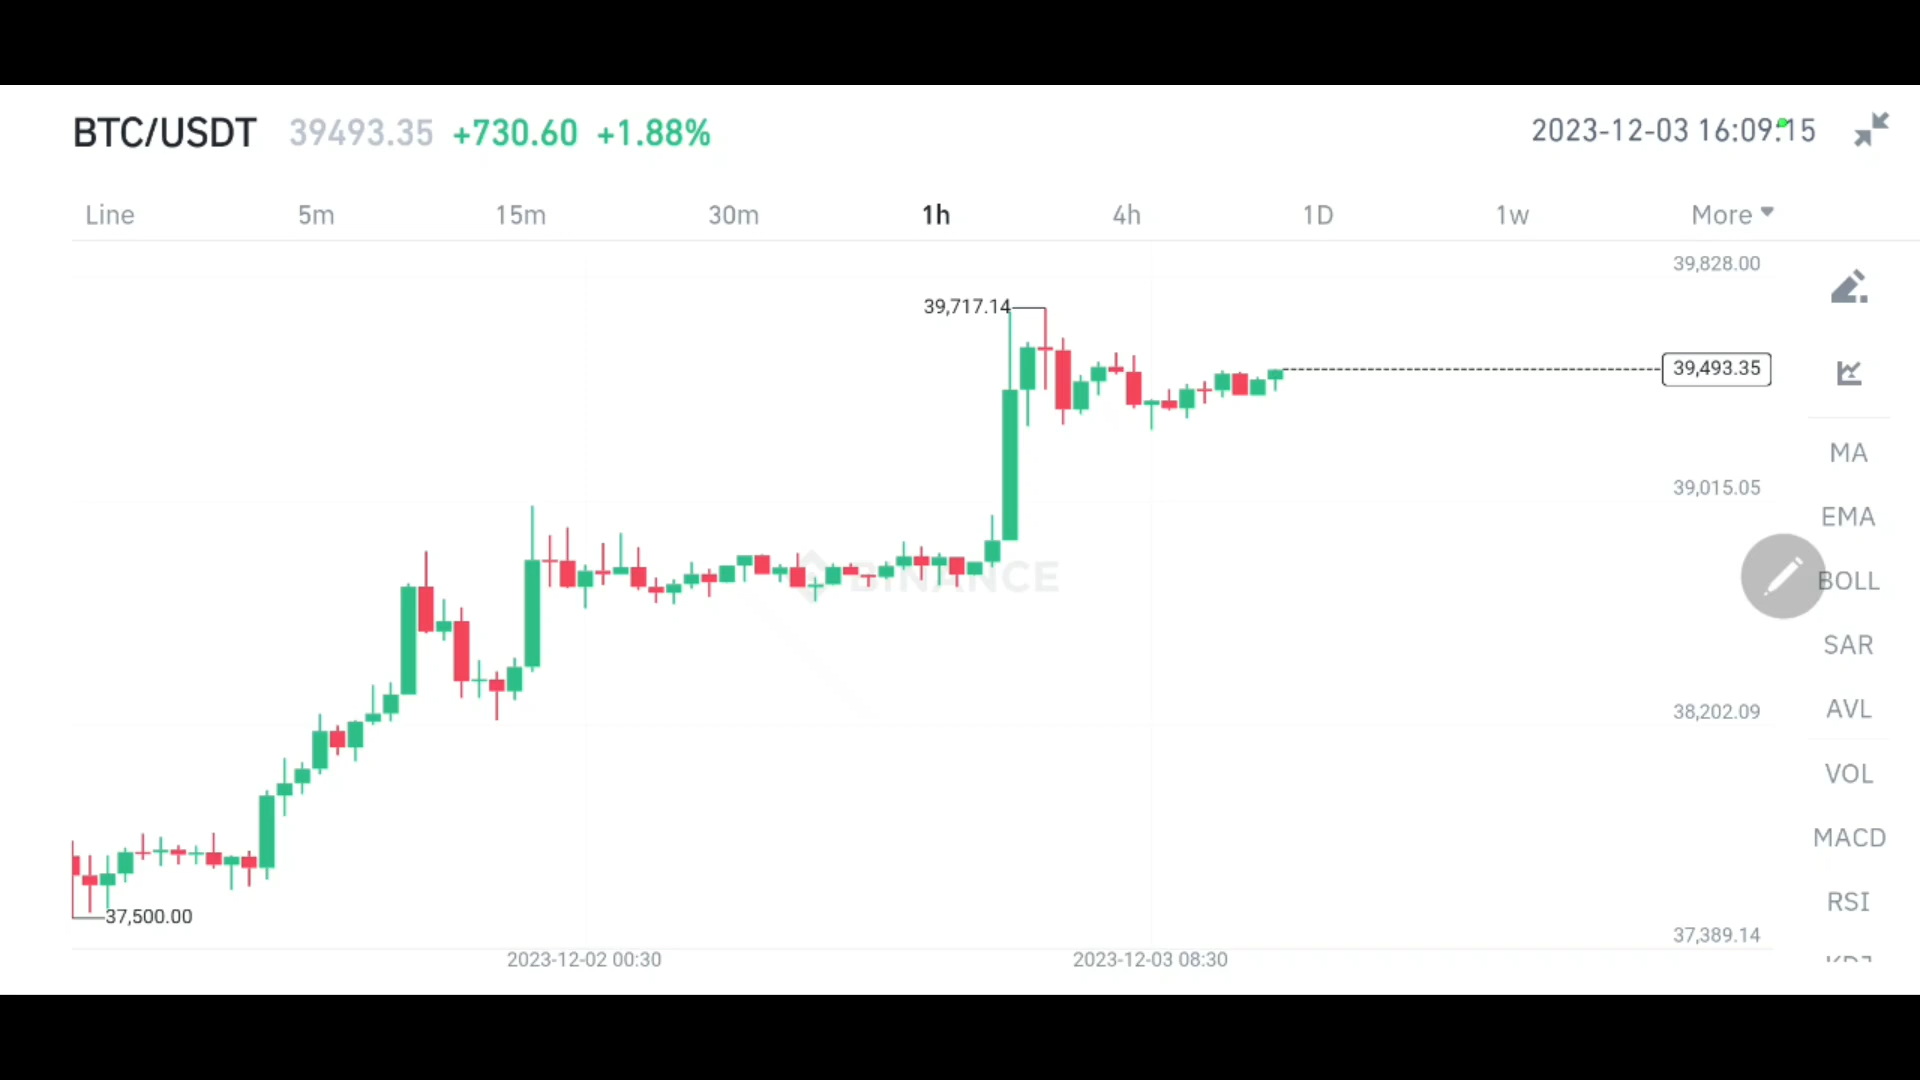 BTC/USDT 39493.35 +730.60 +1.88% 2023-12-03 16:09:15
Line 5m 15m 30m 1h 4h 1D 1w More
39,828.00
39,717.14
39,493.35
MA
39,015.05
EMA
BINANCE
BOLL
SAR
38,202.09
AVL
VOL
MACD
RSI
37,500.00
37,389.14
2023-12-02 00:30 2023-12-03 08:30